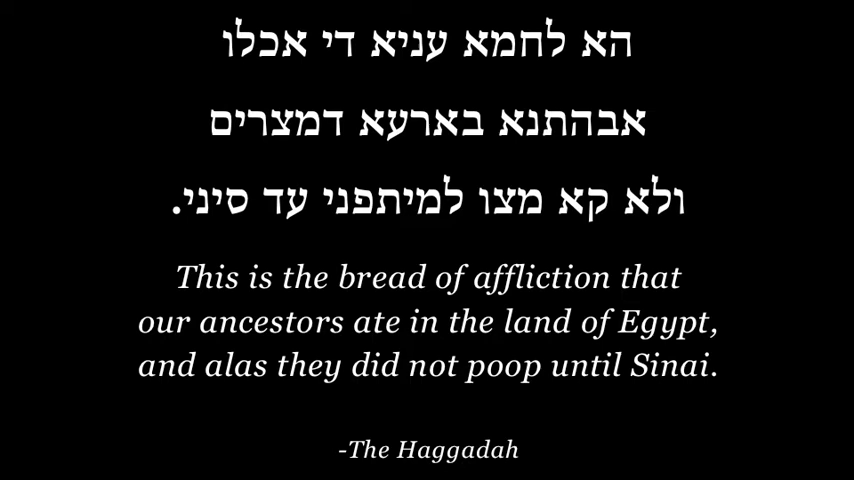 הא לחמא עניא די אכלו
אבהתנא בארעא דמצרים
ולא קא מצו למיתפני עד סיני.
This is the bread of affliction that
our ancestors ate in the land of Egypt,
and alas they did not poop until Sinai.
-The Haggadah